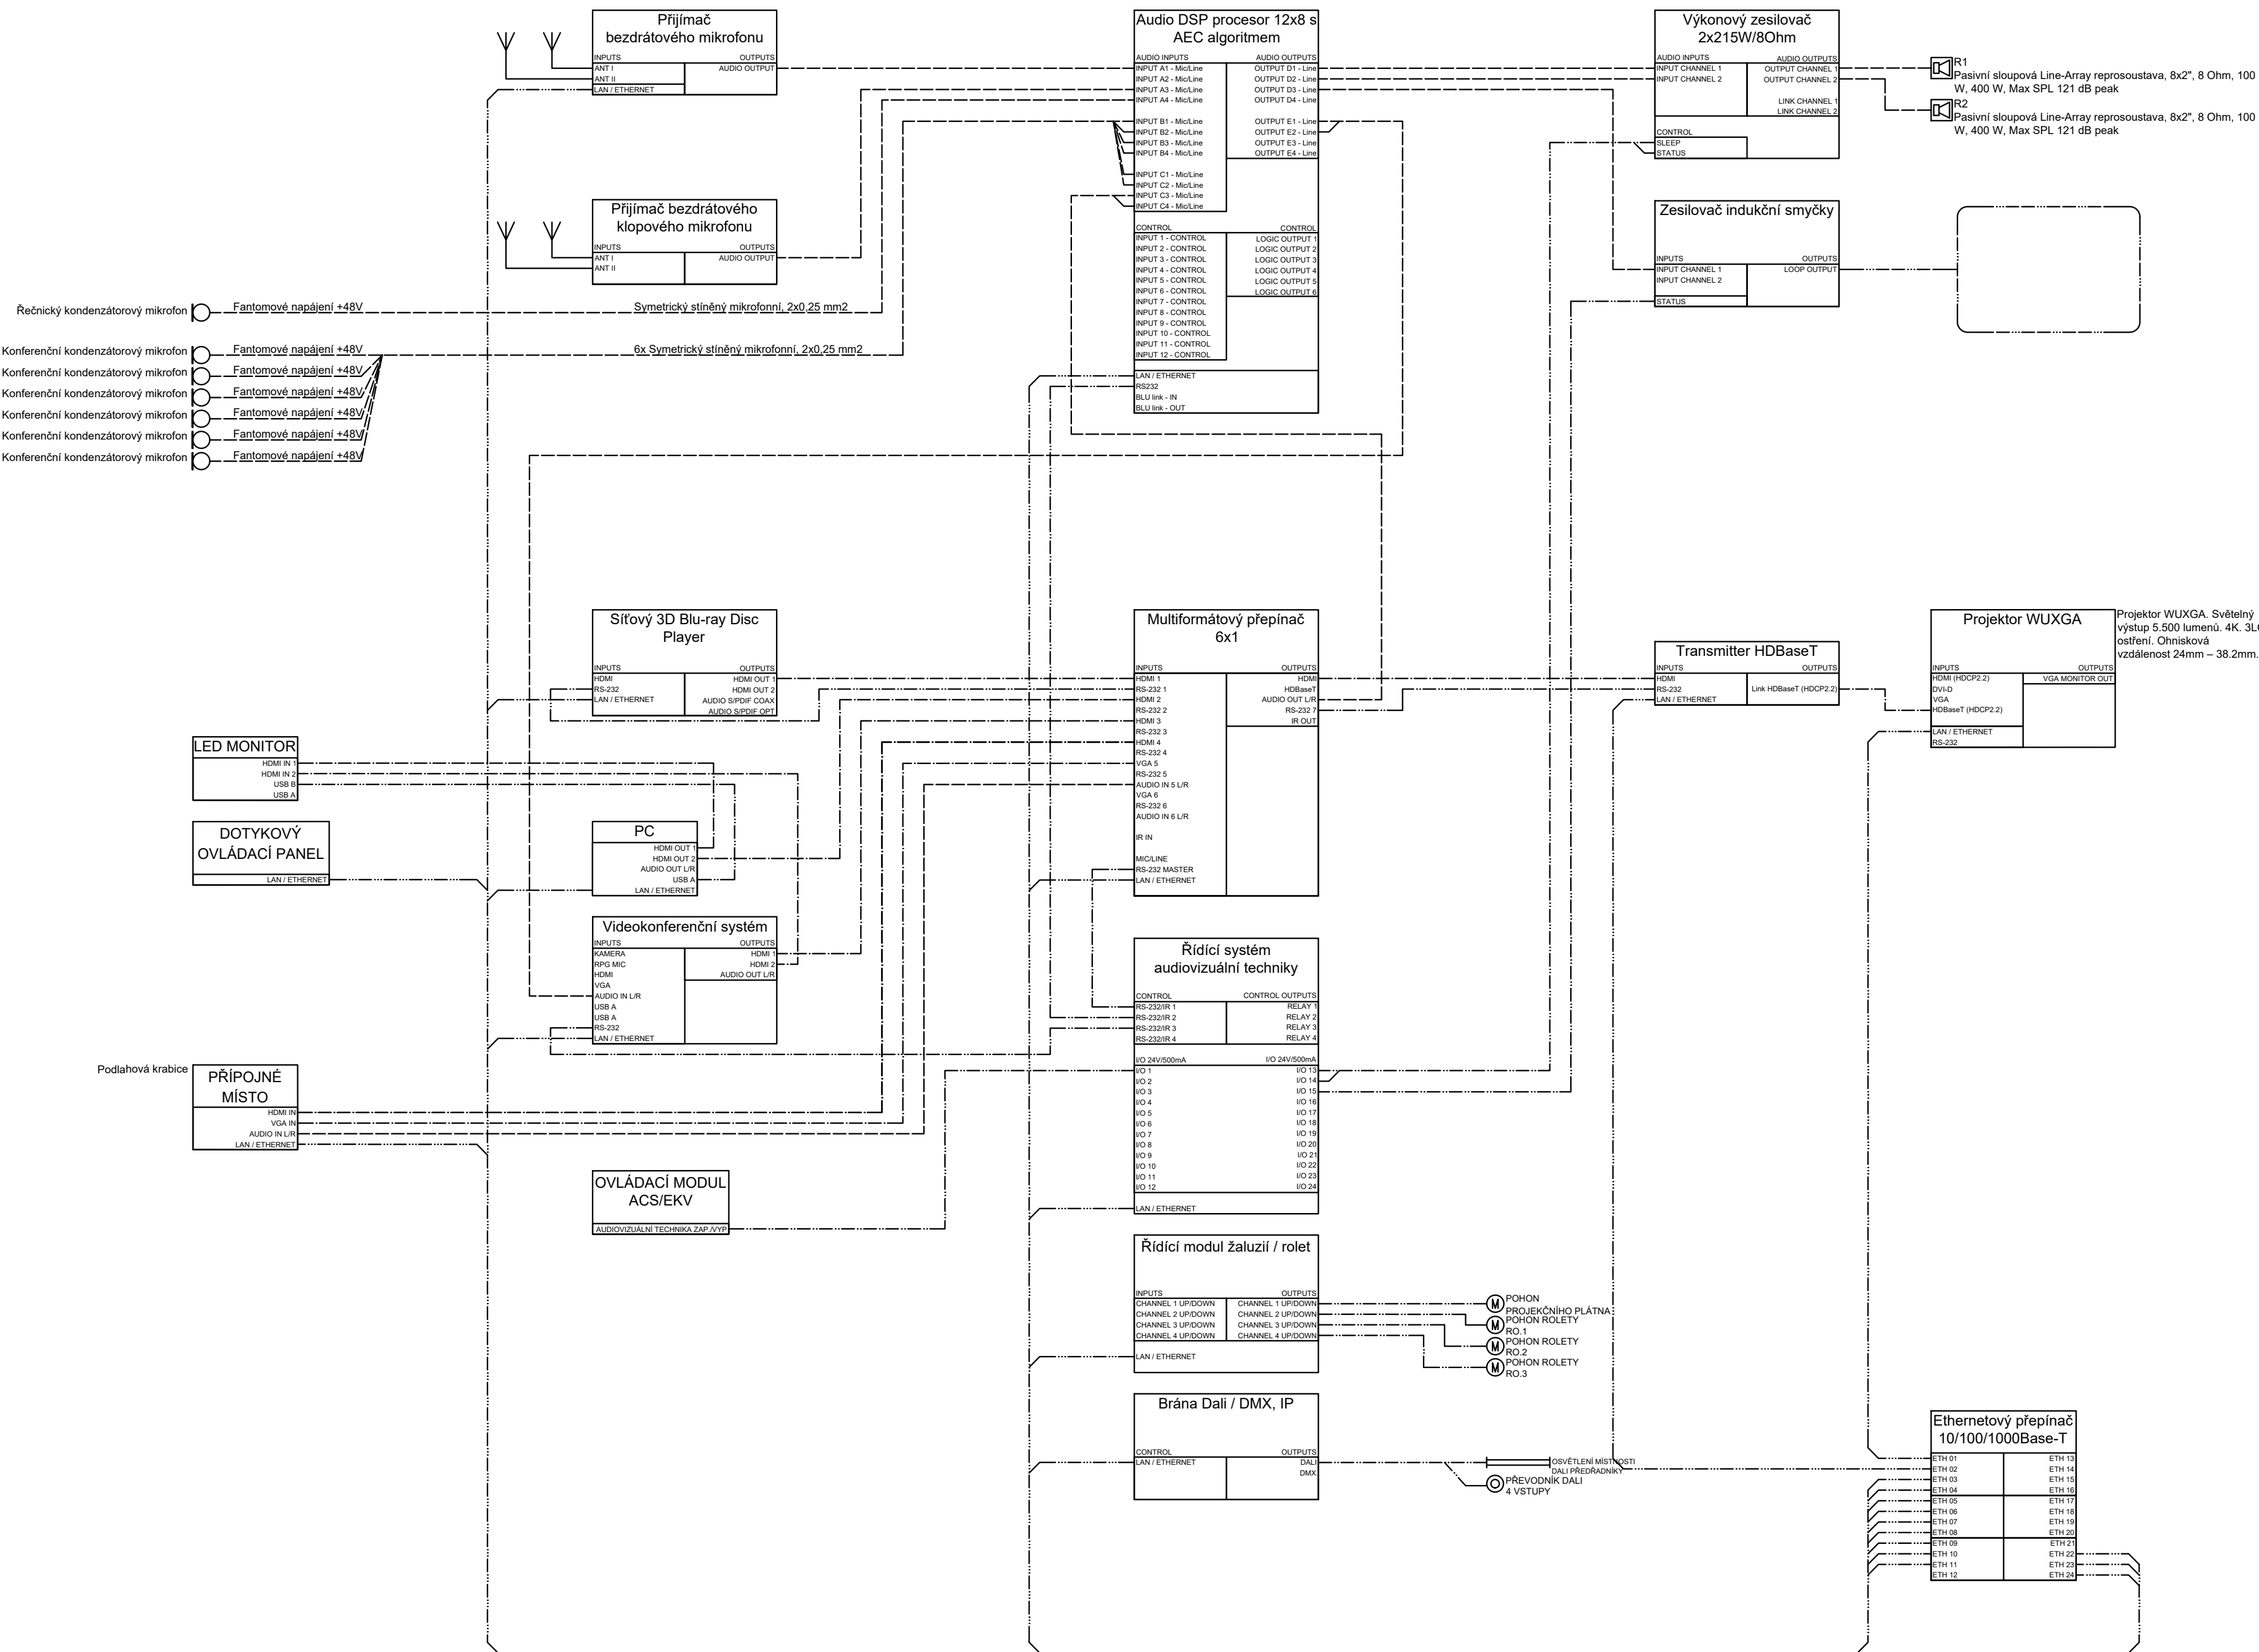 Přijímač
bezdrátového mikrofonu
INPUTS
OUTPUTS
ANT I
AUDIO OUTPUT
ANT II
LAN / ETHERNET
Audio DSP procesor 12x8 s
AEC algoritmem
AUDIO INPUTS
AUDIO OUTPUTS
INPUT A1 - Mic/Line
OUTPUT D1 - Line
INPUT A2 - Mic/Line
OUTPUT D2 - Line
INPUT A3 - Mic/Line
OUTPUT D3 - Line
INPUT A4 - Mic/Line
OUTPUT D4 - Line
INPUT B1 - Mic/Line
OUTPUT E1 - Line
INPUT B2 - Mic/Line
OUTPUT E2 - Line
INPUT B3 - Mic/Line
OUTPUT E3 - Line
INPUT B4 - Mic/Line
OUTPUT E4 - Line
INPUT C1 - Mic/Line
INPUT C2 - Mic/Line
INPUT C3 - Mic/Line
INPUT C4 - Mic/Line
CONTROL
CONTROL
INPUT 1 - CONTROL
LOGIC OUTPUT 1
INPUT 2 - CONTROL
LOGIC OUTPUT 2
INPUT 3 - CONTROL
LOGIC OUTPUT 3
INPUT 4 - CONTROL
LOGIC OUTPUT 4
INPUT 5 - CONTROL
LOGIC OUTPUT 5
INPUT 6 - CONTROL
LOGIC OUTPUT 6
INPUT 7 - CONTROL
INPUT 8 - CONTROL
INPUT 9 - CONTROL
INPUT 10 - CONTROL
INPUT 11 - CONTROL
INPUT 12 - CONTROL
LAN / ETHERNET
RS232
BLU link - IN
BLU link - OUT
Výkonový zesilovač
2x215W/8Ohm
AUDIO INPUTS
AUDIO OUTPUTS
INPUT CHANNEL 1
OUTPUT CHANNEL 1
INPUT CHANNEL 2
OUTPUT CHANNEL 2
LINK CHANNEL 1
LINK CHANNEL 2
CONTROL
SLEEP
STATUS
R1
Pasivní sloupová Line-Array reprosoustava, 8x2", 8 Ohm, 100
W, 400 W, Max SPL 121 dB peak
R2
Pasivní sloupová Line-Array reprosoustava, 8x2", 8 Ohm, 100
W, 400 W, Max SPL 121 dB peak
Přijímač bezdrátového
klopového mikrofonu
INPUTS
OUTPUTS
ANT I
AUDIO OUTPUT
ANT II
Zesilovač indukční smyčky
INPUTS
OUTPUTS
INPUT CHANNEL 1
LOOP OUTPUT
INPUT CHANNEL 2
STATUS
Řečnický kondenzátorový mikrofon
Fantomové napájení +48V
Symetrický stíněný mikrofonní, 2x0,25 mm2
Konferenční kondenzátorový mikrofon
Fantomové napájení +48V
6x Symetrický stíněný mikrofonní, 2x0,25 mm2
Konferenční kondenzátorový mikrofon
Fantomové napájení +48V
Konferenční kondenzátorový mikrofon
Fantomové napájení +48V
Konferenční kondenzátorový mikrofon
Fantomové napájení +48V
Konferenční kondenzátorový mikrofon
Fantomové napájení +48V
Konferenční kondenzátorový mikrofon
Fantomové napájení +48V
Síťový 3D Blu-ray Disc
Player
INPUTS
OUTPUTS
HDMI
HDMI OUT 1
RS-232
HDMI OUT 2
LAN / ETHERNET
AUDIO S/PDIF COAX
AUDIO S/PDIF OPT
Multiformátový přepínač
6x1
INPUTS
OUTPUTS
HDMI 1
HDMI
RS-232 1
HDBaseT
HDMI 2
AUDIO OUT L/R
RS-232 2
RS-232 7
HDMI 3
IR OUT
RS-232 3
HDMI 4
RS-232 4
VGA 5
RS-232 5
AUDIO IN 5 L/R
VGA 6
RS-232 6
AUDIO IN 6 L/R
IR IN
MIC/LINE
RS-232 MASTER
LAN / ETHERNET
Transmitter HDBaseT
INPUTS
OUTPUTS
HDMI
RS-232
Link HDBaseT (HDCP2.2)
LAN / ETHERNET
Projektor WUXGA
INPUTS
OUTPUTS
HDMI (HDCP2.2)
VGA MONITOR OUT
DVI-D
VGA
HDBaseT (HDCP2.2)
LAN / ETHERNET
RS-232
Projektor WUXGA. Světelný
výstup 5.500 lumenů. 4K.
ostření. Ohnisková
vzdálenost 24mm – 38.2mm.
LED MONITOR
HDMI IN 1
HDMI IN 2
USB B
USB A
DOTYKOVÝ
OVLÁDACÍ PANEL
LAN / ETHERNET
PC
HDMI OUT 1
HDMI OUT 2
AUDIO OUT L/R
USB A
LAN / ETHERNET
Videokonferenční systém
INPUTS
OUTPUTS
KAMERA
HDMI 1
RPG MIC
HDMI 2
HDMI
AUDIO OUT L/R
VGA
AUDIO IN L/R
USB A
USB A
RS-232
LAN / ETHERNET
Řídící systém
audiovizuální techniky
CONTROL
CONTROL OUTPUTS
RS-232/IR 1
RELAY 1
RS-232/IR 2
RELAY 2
RS-232/IR 3
RELAY 3
RS-232/IR 4
RELAY 4
I/O 24V/500mA
I/O 24V/500mA
I/O 1
I/O 13
I/O 2
I/O 14
I/O 3
I/O 15
I/O 4
I/O 16
I/O 5
I/O 17
I/O 6
I/O 18
I/O 7
I/O 19
I/O 8
I/O 20
I/O 9
I/O 21
I/O 10
I/O 22
I/O 11
I/O 23
I/O 12
I/O 24
LAN / ETHERNET
Podlahová krabice
PŘÍPOJNÉ
MÍSTO
HDMI IN
VGA IN
AUDIO IN L/R
LAN / ETHERNET
OVLÁDACÍ MODUL
ACS/EKV
AUDIOVIZUÁLNÍ TECHNIKA ZAP./VYP
Řídící modul žaluzií / rolet
INPUTS
OUTPUTS
CHANNEL 1 UP/DOWN
CHANNEL 1 UP/DOWN
CHANNEL 2 UP/DOWN
CHANNEL 2 UP/DOWN
CHANNEL 3 UP/DOWN
CHANNEL 3 UP/DOWN
CHANNEL 4 UP/DOWN
CHANNEL 4 UP/DOWN
LAN / ETHERNET
M
POHON
PROJEKČNÍHO PLÁTNA
M
POHON ROLETY
RO.1
M
POHON ROLETY
RO.2
M
POHON ROLETY
RO.3
Brána Dali / DMX, IP
CONTROL
OUTPUTS
LAN / ETHERNET
DALI
DMX
OSVĚTLENÍ MÍSTNOSTI
DALI PŘEDŘADNÍKY
PŘEVODNÍK DALI
4 VSTUPY
Ethernetový přepínač
10/100/1000Base-T
ETH 01
ETH 13
ETH 02
ETH 14
ETH 03
ETH 15
ETH 04
ETH 16
ETH 05
ETH 17
ETH 06
ETH 18
ETH 07
ETH 19
ETH 08
ETH 20
ETH 09
ETH 21
ETH 10
ETH 22
ETH 11
ETH 23
ETH 12
ETH 24